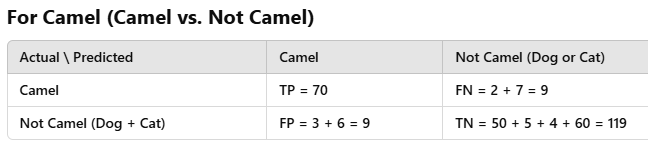 For Camel (Camel vs. Not Camel)
Actual \ Predicted Camel Not Camel (Dog or Cat)
Camel TP = 70 FN = 2 + 7 = 9
Not Camel (Dog + Cat) FP = 3 + 6 = 9 TN = 50 + 5 + 4 + 60 = 119